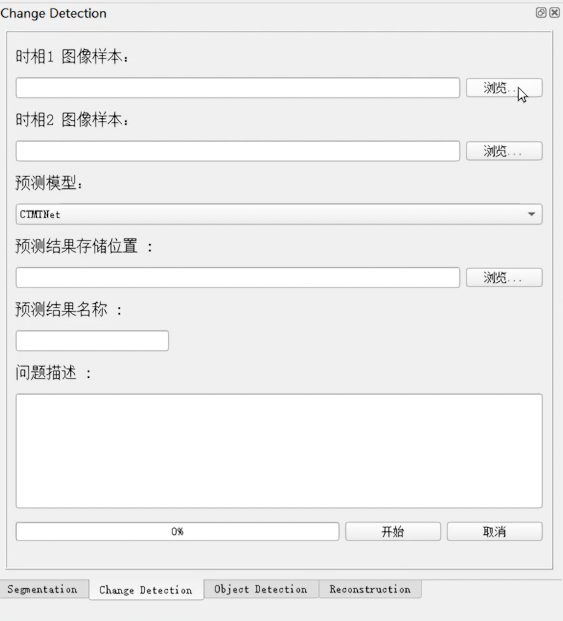 Change Detection
时相1 图像样本:
浏览...
时相2 图像样本:
浏览...
预测模型:
CTMTNet
预测结果存储位置 :
浏览...
预测结果名称 :
问题描述 :
0% 开始 取消
Segmentation Change Detection Object Detection Reconstruction